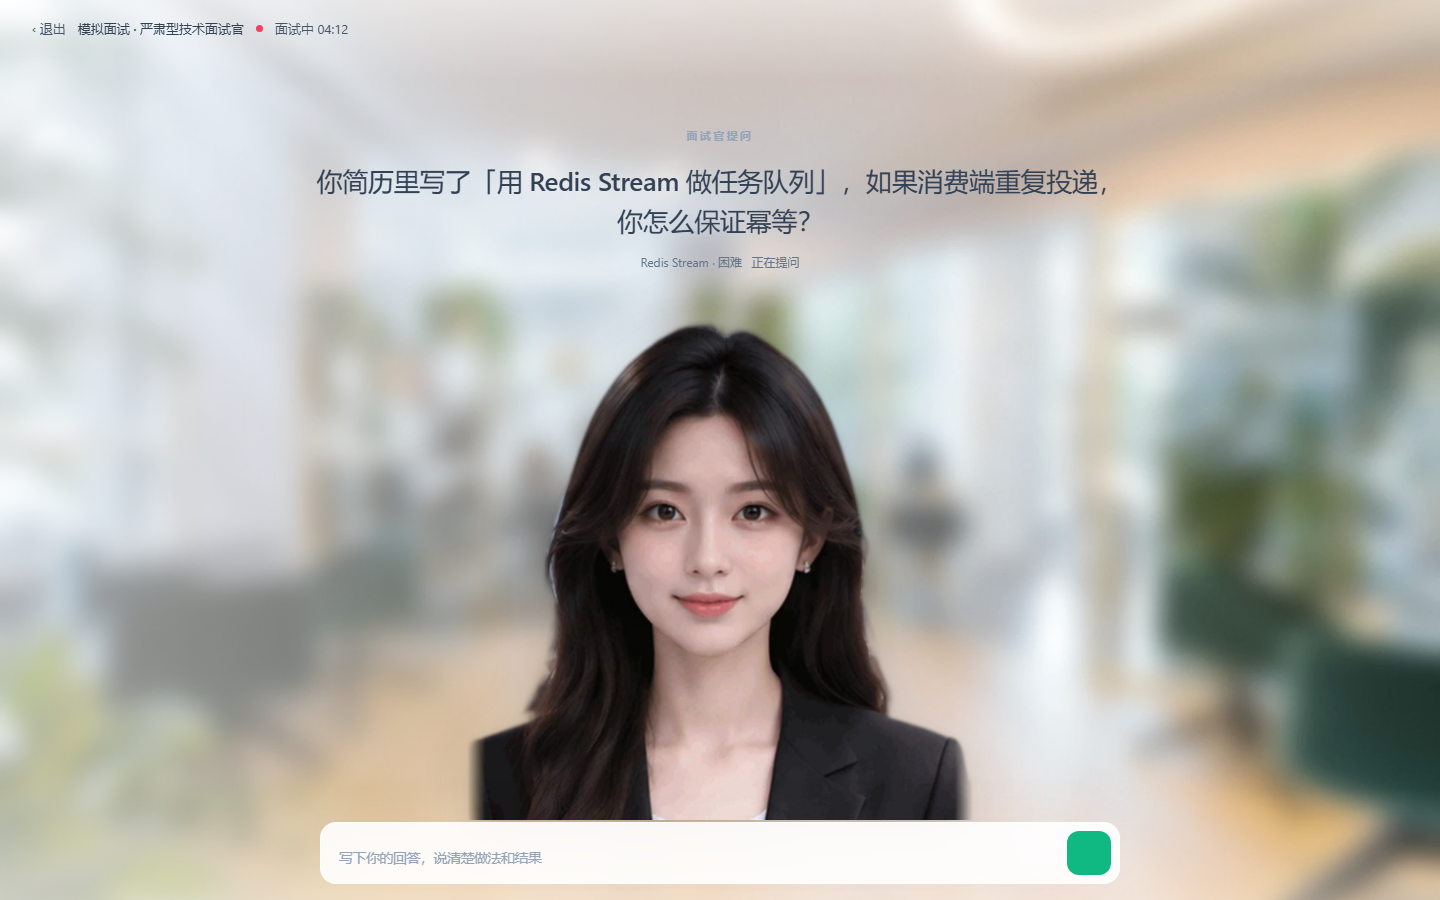 ‹ 退出 模拟面试 · 严肃型技术面试官 面试中 04:12
面试官提问
你简历里写了「用 Redis Stream 做任务队列」，如果消费端重复投递，
你怎么保证幂等？
Redis Stream · 困难 正在提问
写下你的回答，说清楚做法和结果